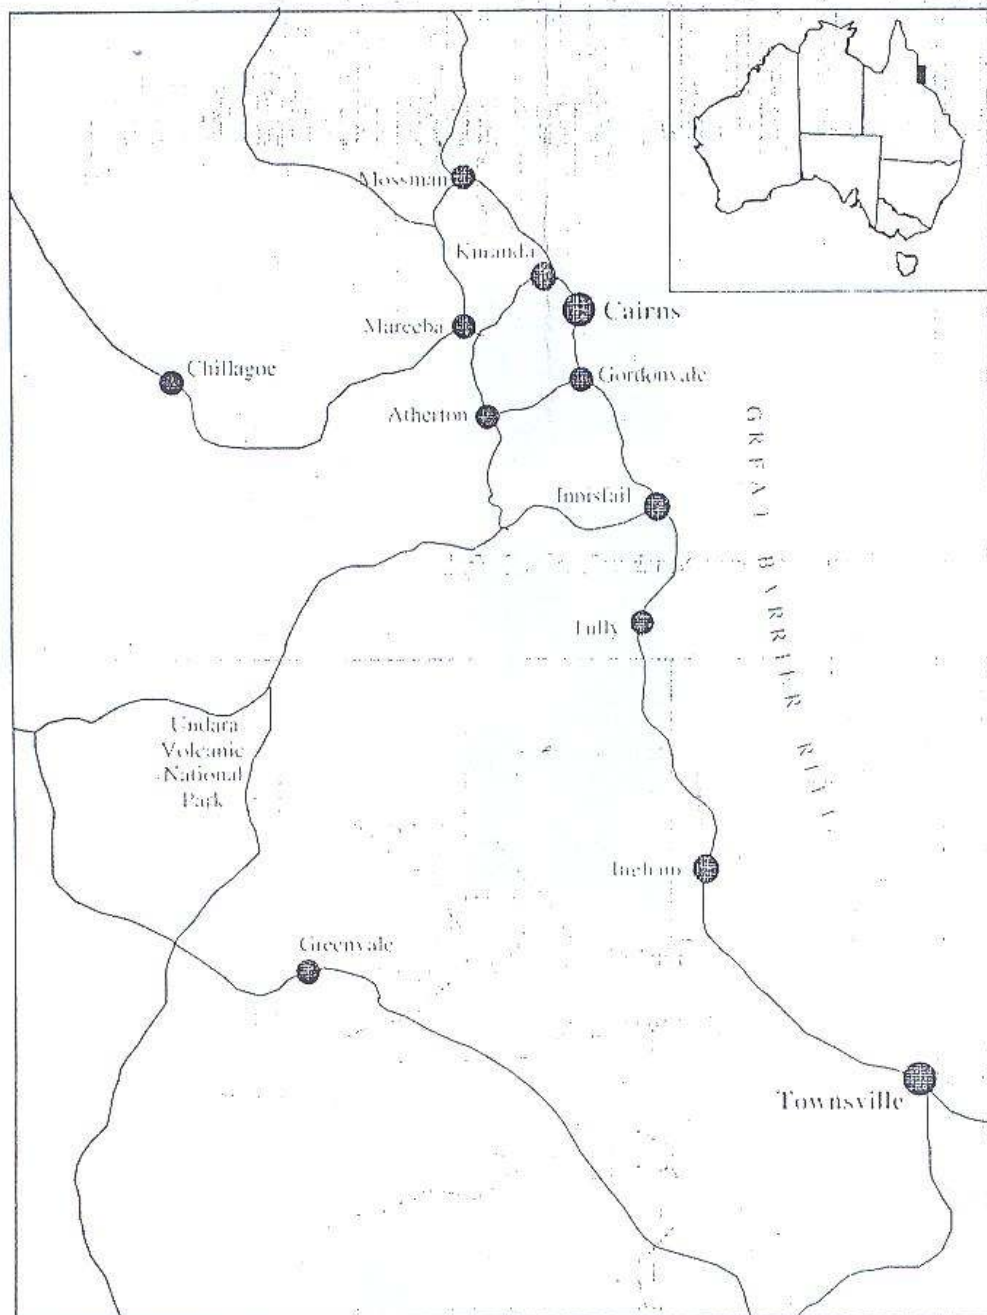 Mossman
Kuranda
Cairns
Mareeba
Chillagoe
Gordonvale
Atherton
Innisfail
GREAT BARRIER REEF
Tully
Undara
Volcanic
National
Park
Ingham
Greenvale
Townsville